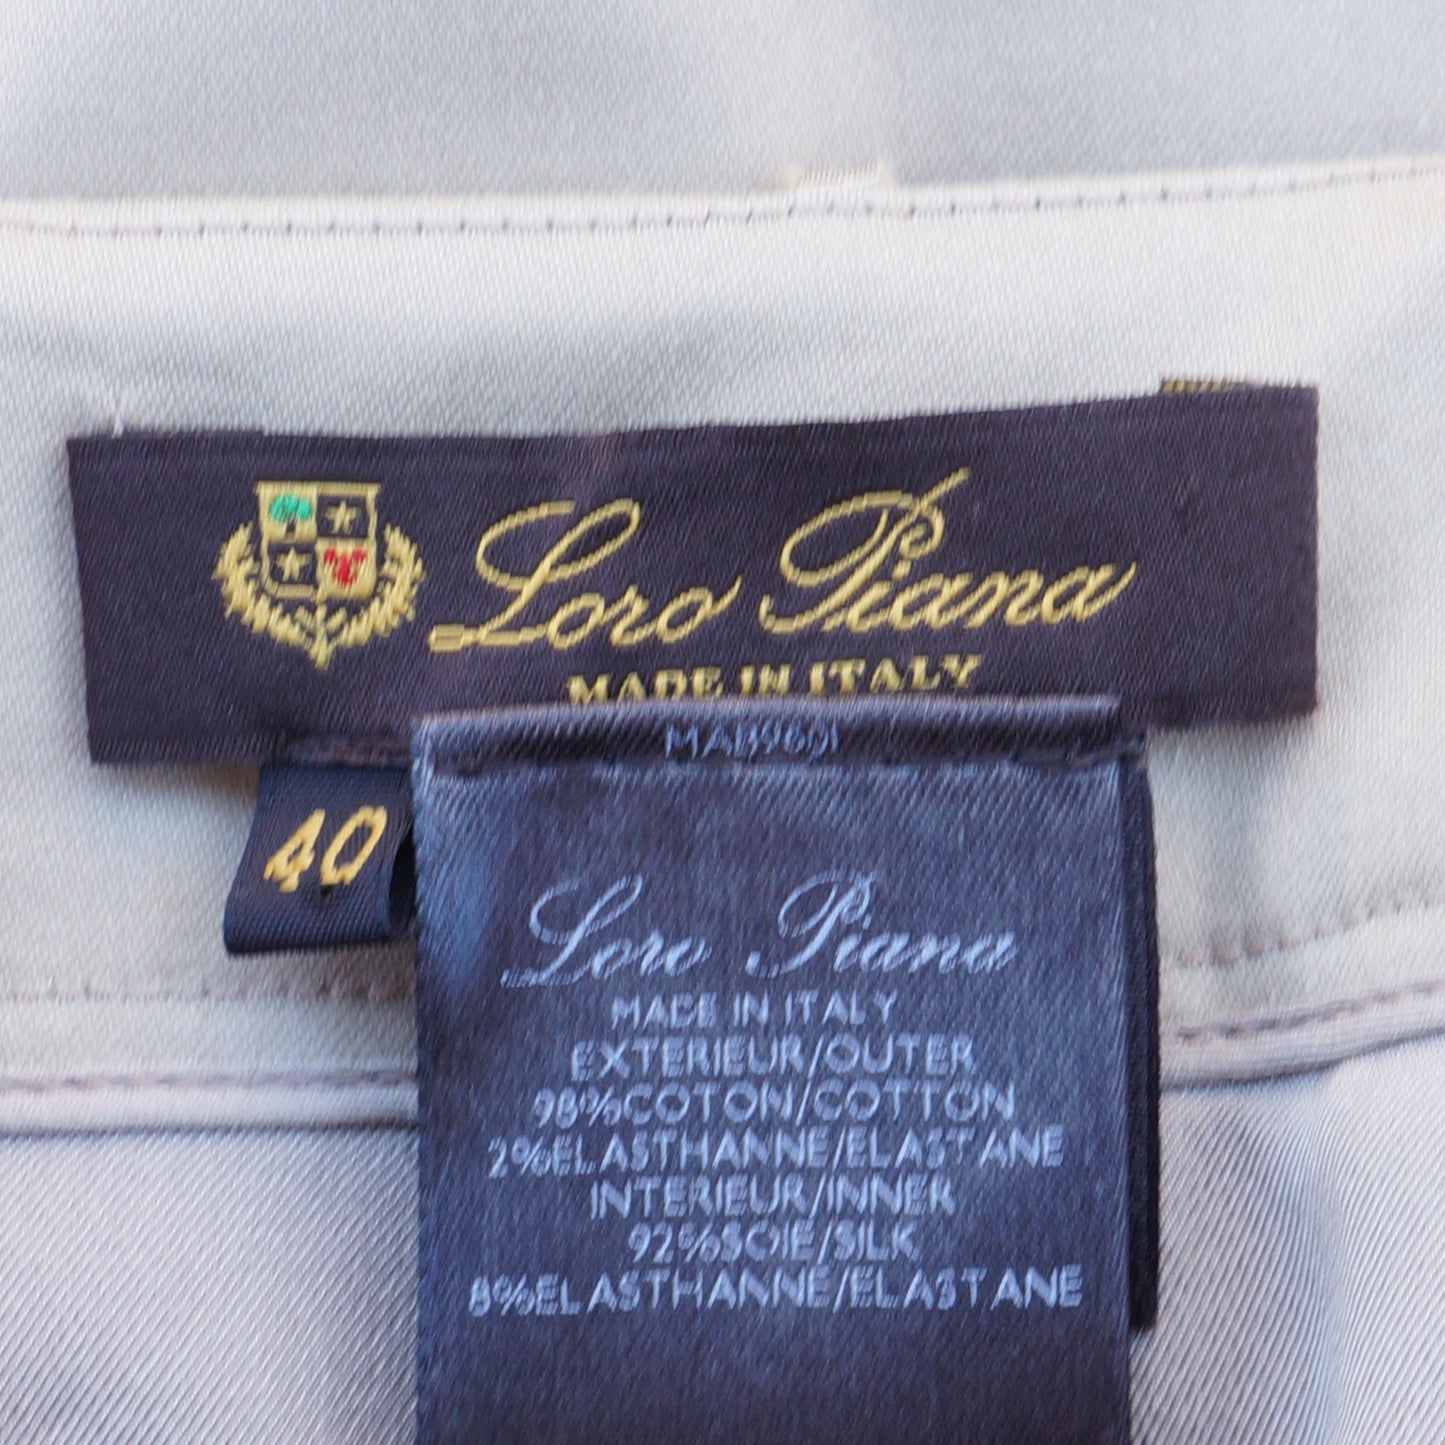 Loro Piana
MADE IN ITALY
40
Loro Piana
MADE IN ITALY
EXTERIEUR/OUTER
98%COTON/COTTON
2%ELASTHANNE/ELASTANE
INTERIEUR/INNER
92%SOIE/SILK
8%ELASTHANNE/ELASTANE